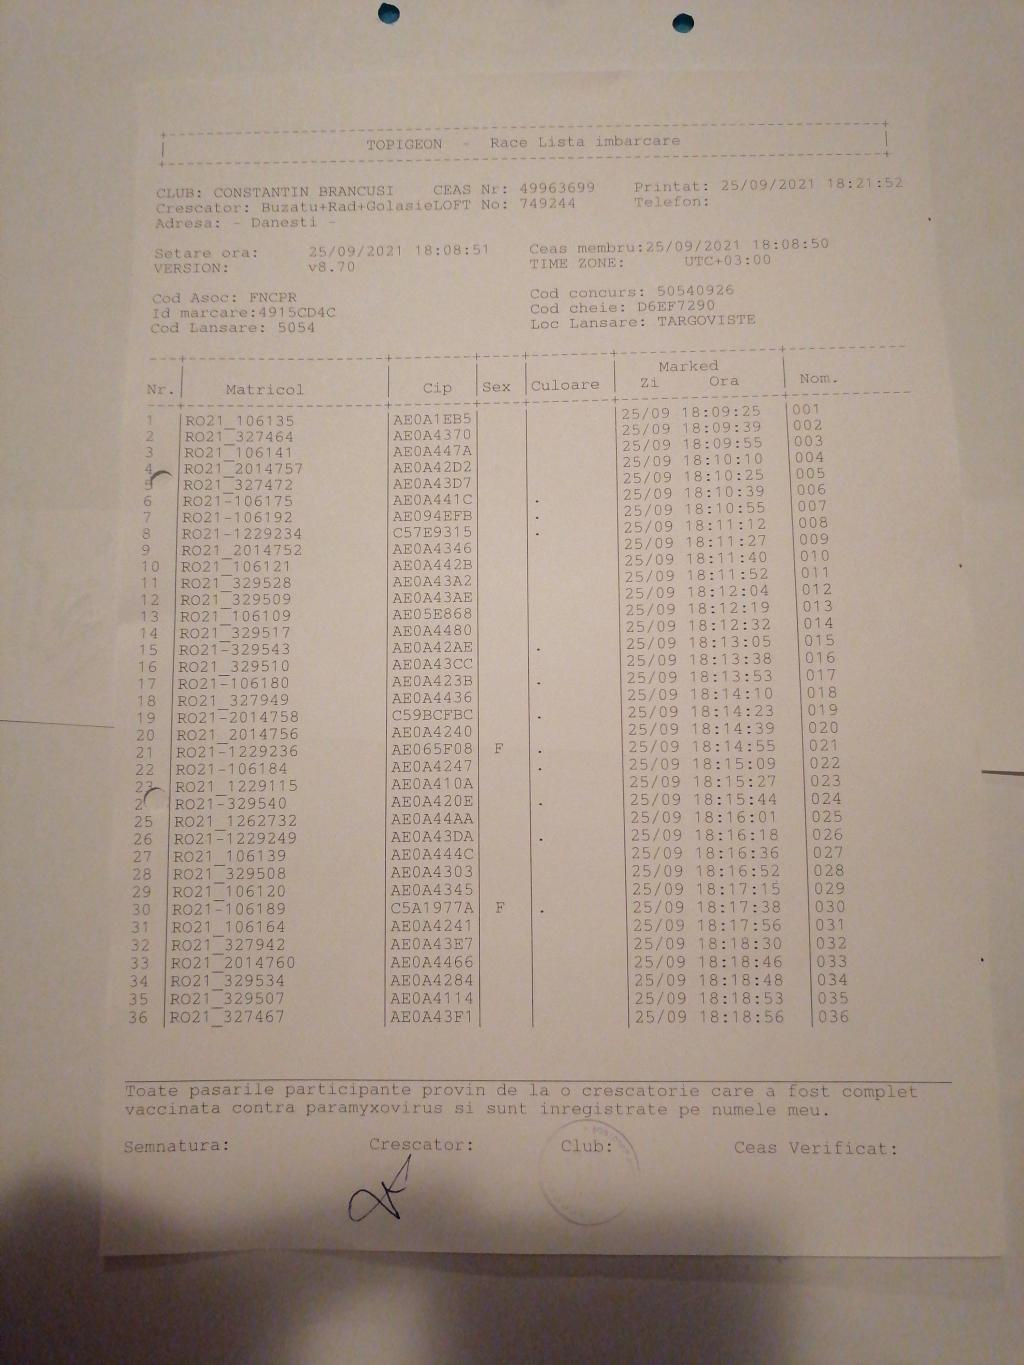 TOPIGEON - Race Lista imbarcare
CLUB: CONSTANTIN BRANCUSI CEAS Nr: 49963699 Printat: 25/09/2021 18:21:52
Crescator: Buzatu+Rad+GolasieLOFT No: 749244 Telefon:
Adresa: - Danesti -
Setare ora: 25/09/2021 18:08:51 Ceas membru:25/09/2021 18:08:50
VERSION: v8.70 TIME ZONE: UTC+03:00
Cod Asoc: FNCPR Cod concurs: 50540926
Id marcare:4915CD4C Cod cheie: D6EF7290
Cod Lansare: 5054 Loc Lansare: TARGOVISTE
Marked
Nr. Matricol Cip Sex Culoare Zi Ora Nom.
1 RO21_106135 AE0A1EB5 25/09 18:09:25 001
2 RO21_327464 AE0A4370 25/09 18:09:39 002
3 RO21_106141 AE0A447A 25/09 18:09:55 003
4 RO21_2014757 AE0A42D2 25/09 18:10:10 004
5 RO21_327472 AE0A43D7 25/09 18:10:25 005
6 RO21-106175 AE0A441C . 25/09 18:10:39 006
7 RO21-106192 AE094EFB . 25/09 18:10:55 007
8 RO21-1229234 C57E9315 . 25/09 18:11:12 008
9 RO21_2014752 AE0A4346 25/09 18:11:27 009
10 RO21_106121 AE0A442B 25/09 18:11:40 010
11 RO21_329528 AE0A43A2 25/09 18:11:52 011
12 RO21_329509 AE0A43AE 25/09 18:12:04 012
13 RO21_106109 AE05E868 25/09 18:12:19 013
14 RO21_329517 AE0A4480 25/09 18:12:32 014
15 RO21-329543 AE0A42AE . 25/09 18:13:05 015
16 RO21_329510 AE0A43CC 25/09 18:13:38 016
17 RO21-106180 AE0A423B . 25/09 18:13:53 017
18 RO21_327949 AE0A4436 25/09 18:14:10 018
19 RO21-2014758 C59BCFBC . 25/09 18:14:23 019
20 RO21_2014756 AE0A4240 25/09 18:14:39 020
21 RO21-1229236 AE065F08 F . 25/09 18:14:55 021
22 RO21-106184 AE0A4247 . 25/09 18:15:09 022
23 RO21_1229115 AE0A410A 25/09 18:15:27 023
2 RO21-329540 AE0A420E . 25/09 18:15:44 024
25 RO21_1262732 AE0A44AA 25/09 18:16:01 025
26 RO21-1229249 AE0A43DA . 25/09 18:16:18 026
27 RO21_106139 AE0A444C 25/09 18:16:36 027
28 RO21_329508 AE0A4303 25/09 18:16:52 028
29 RO21_106120 AE0A4345 25/09 18:17:15 029
30 RO21-106189 C5A1977A F . 25/09 18:17:38 030
31 RO21_106164 AE0A4241 25/09 18:17:56 031
32 RO21_327942 AE0A43E7 25/09 18:18:30 032
33 RO21_2014760 AE0A4466 25/09 18:18:46 033
34 RO21_329534 AE0A4284 25/09 18:18:48 034
35 RO21_329507 AE0A4114 25/09 18:18:53 035
36 RO21_327467 AE0A43F1 25/09 18:18:56 036
Toate pasarile participante provin de la o crescatorie care a fost complet
vaccinata contra paramyxovirus si sunt inregistrate pe numele meu.
Semnatura: Crescator: Club: Ceas Verificat: